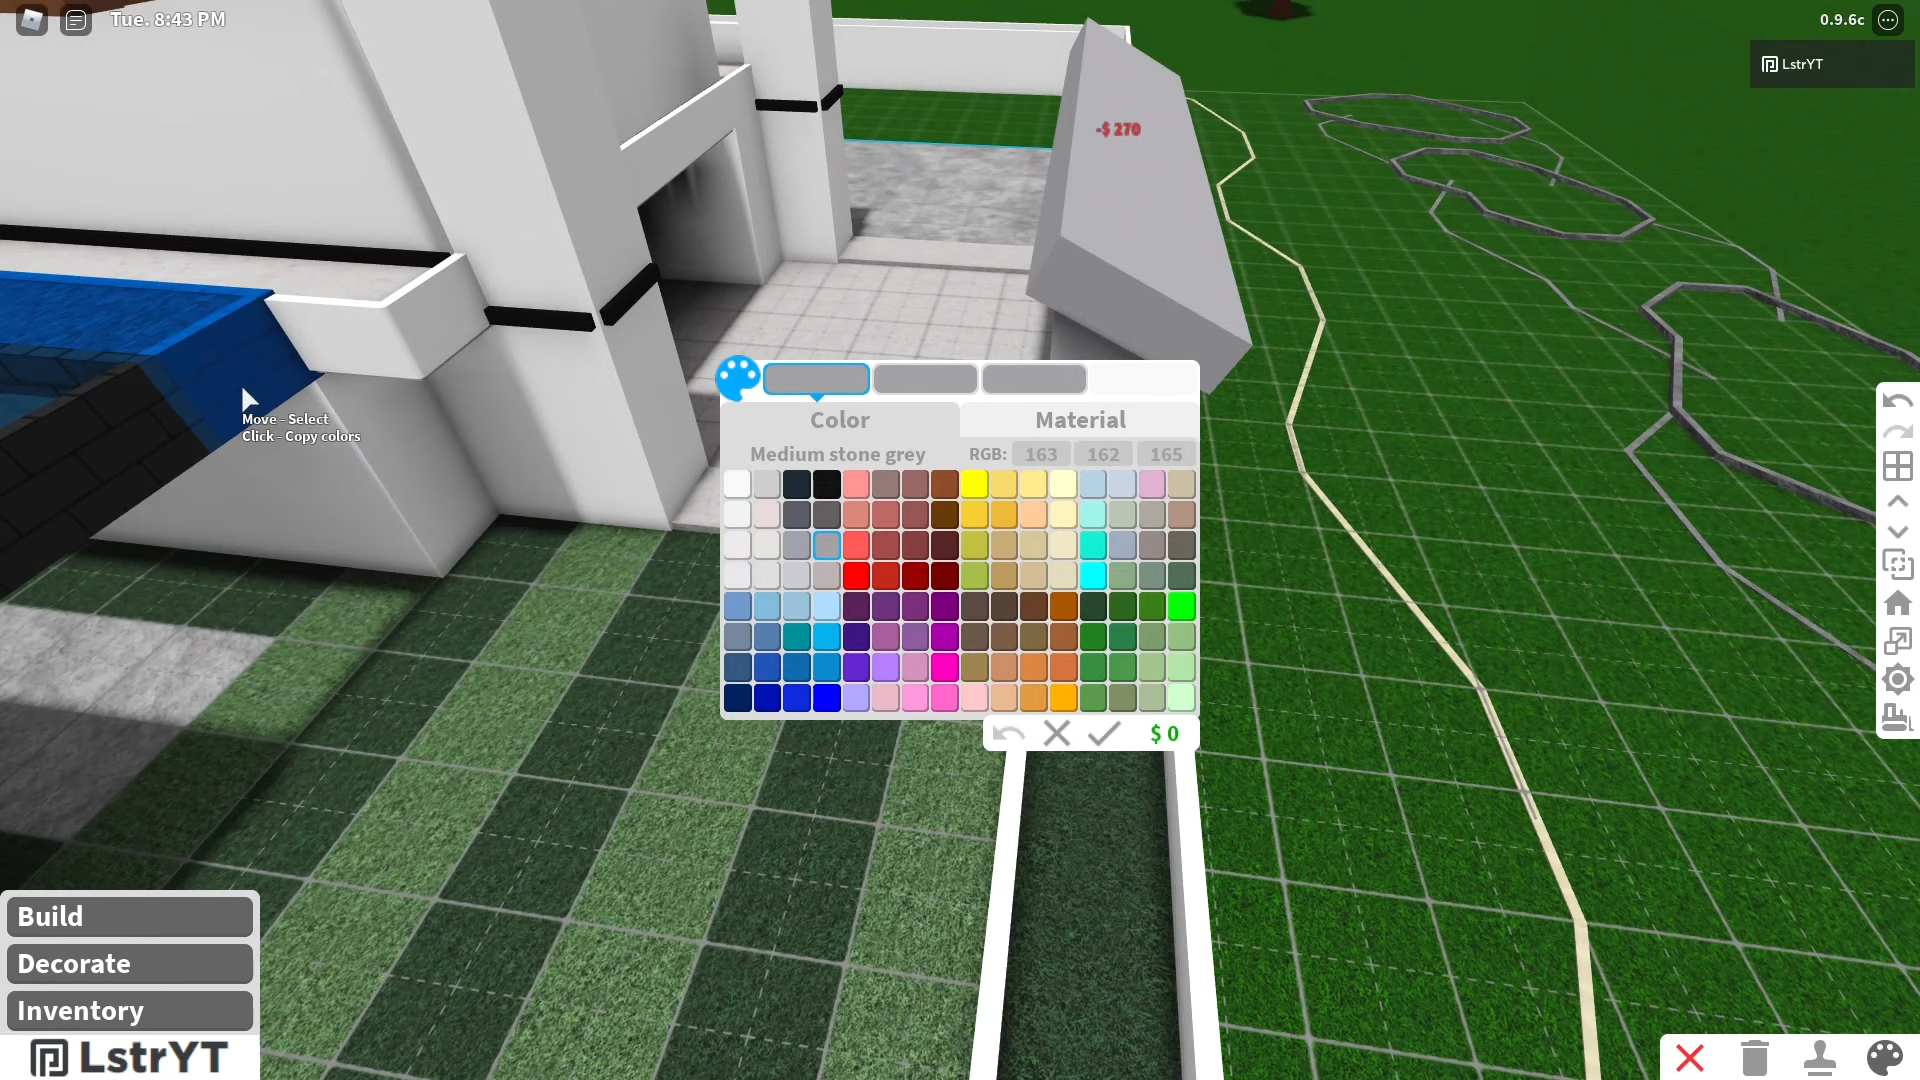 Tue. 8:43 PM
0.9.6c
LstrYT
-$ 270
Color
Material
Medium stone grey
RGB: 163 162 165
Move - Select
Click - Copy colors
$ 0
Build
Decorate
Inventory
LstrYT